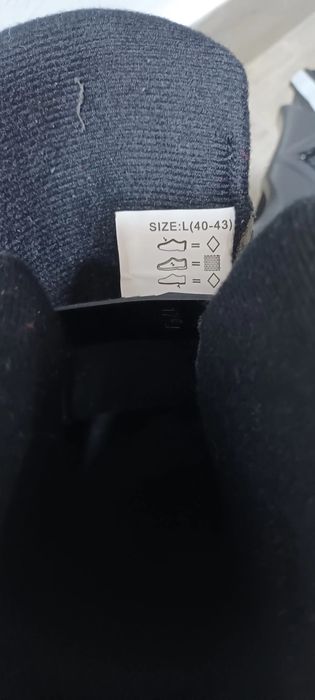 SIZE:L(40-43)
=
=
=